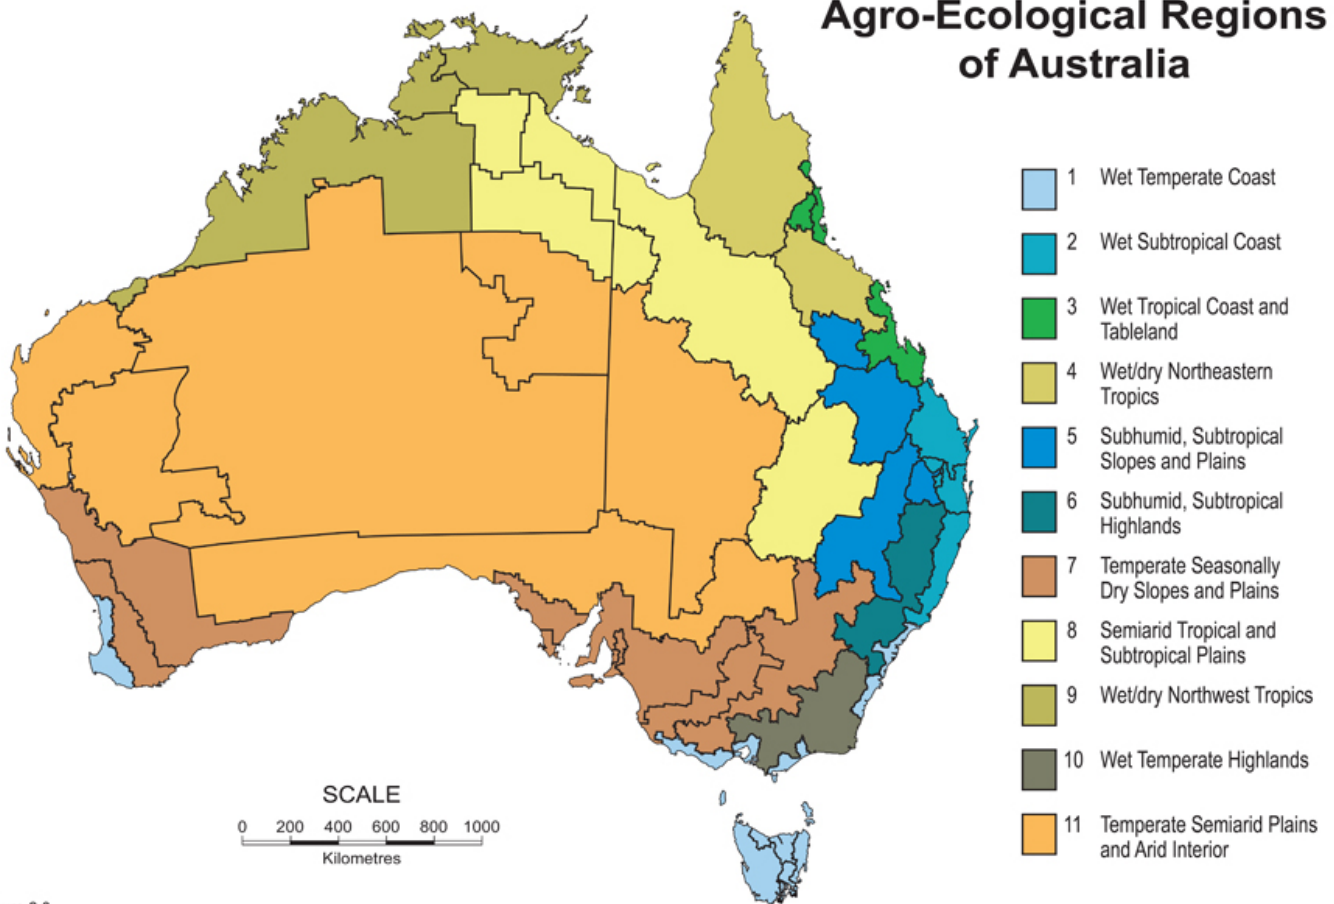 Agro-Ecological Regions
of Australia
1 Wet Temperate Coast
2 Wet Subtropical Coast
3 Wet Tropical Coast and
Tableland
4 Wet/dry Northeastern
Tropics
5 Subhumid, Subtropical
Slopes and Plains
6 Subhumid, Subtropical
Highlands
7 Temperate Seasonally
Dry Slopes and Plains
8 Semiarid Tropical and
Subtropical Plains
9 Wet/dry Northwest Tropics
10 Wet Temperate Highlands
11 Temperate Semiarid Plains
and Arid Interior
SCALE
0 200 400 600 800 1000
Kilometres